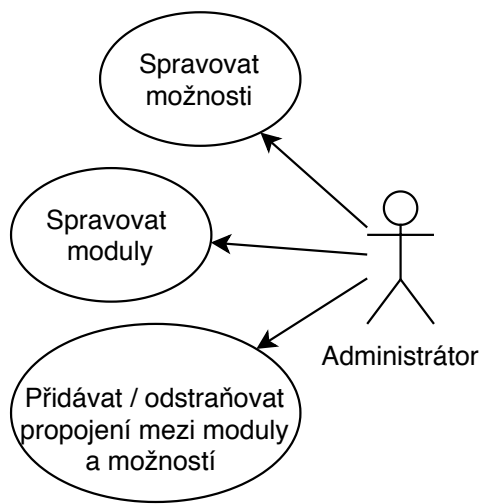 Spravovat
možnosti
Spravovat
moduly
Administrátor
Přidávat / odstraňovat
propojení mezi moduly
a možností